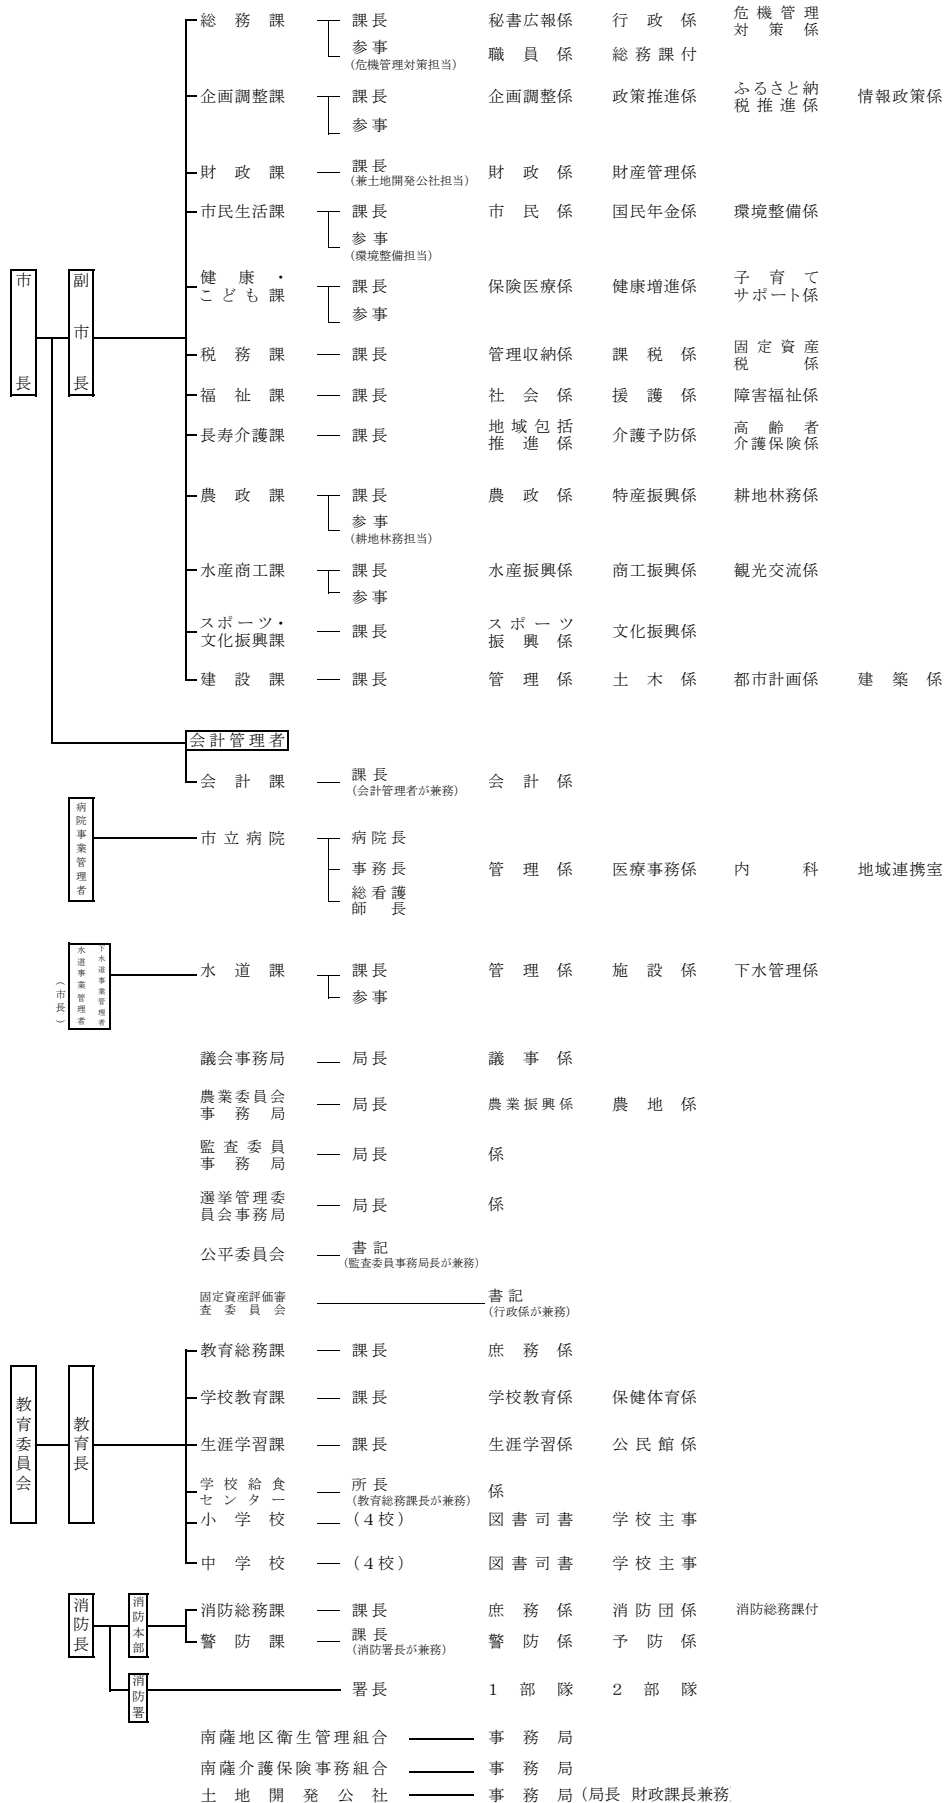 市長
副市長
総務課 課長 秘書広報係 行政係 危機管理
対策係
参事 職員係 総務課付
(危機管理対策担当)
企画調整課 課長 企画調整係 政策推進係 ふるさと納
税推進係 情報政策係
参事
財政課 課長 財政係 財産管理係
(兼土地開発公社担当)
市民生活課 課長 市民係 国民年金係 環境整備係
参事
(環境整備担当)
健康・
こども課 課長 保険医療係 健康増進係 子育て
サポート係
参事
税務課 課長 管理収納係 課税係 固定資産
税係
福祉課 課長 社会係 援護係 障害福祉係
長寿介護課 課長 地域包括
推進係 介護予防係 高齢者
介護保険係
農政課 課長 農政係 特産振興係 耕地林務係
参事
(耕地林務担当)
水産商工課 課長 水産振興係 商工振興係 観光交流係
参事
スポーツ・
文化振興課 課長 スポーツ
振興係 文化振興係
建設課 課長 管理係 土木係 都市計画係 建築係
会計管理者
会計課 課長 会計係
(会計管理者が兼務)
病院事業管理者
市立病院 病院長
事務長 管理係 医療事務係 内科 地域連携室
総看護
師長
下水道事業管理者
水道事業管理者
(市長)
水道課 課長 管理係 施設係 下水管理係
参事
議会事務局 局長 議事係
農業委員会
事務局 局長 農業振興係 農地係
監査委員
事務局 局長 係
選挙管理委
員会事務局 局長 係
公平委員会 書記
(監査委員事務局長が兼務)
固定資産評価審
査委員会 書記
(行政係が兼務)
教育委員会
教育長
教育総務課 課長 庶務係
学校教育課 課長 学校教育係 保健体育係
生涯学習課 課長 生涯学習係 公民館係
学校給食
センター 所長 係
(教育総務課長が兼務)
小学校 (4校) 図書司書 学校主事
中学校 (4校) 図書司書 学校主事
消防長
消防本部
消防総務課 課長 庶務係 消防団係 消防総務課付
警防課 課長 警防係 予防係
(消防署長が兼務)
消防署
署長 1部隊 2部隊
南薩地区衛生管理組合 事務局
南薩介護保険事務組合 事務局
土地開発公社 事務局(局長 財政課長兼務)